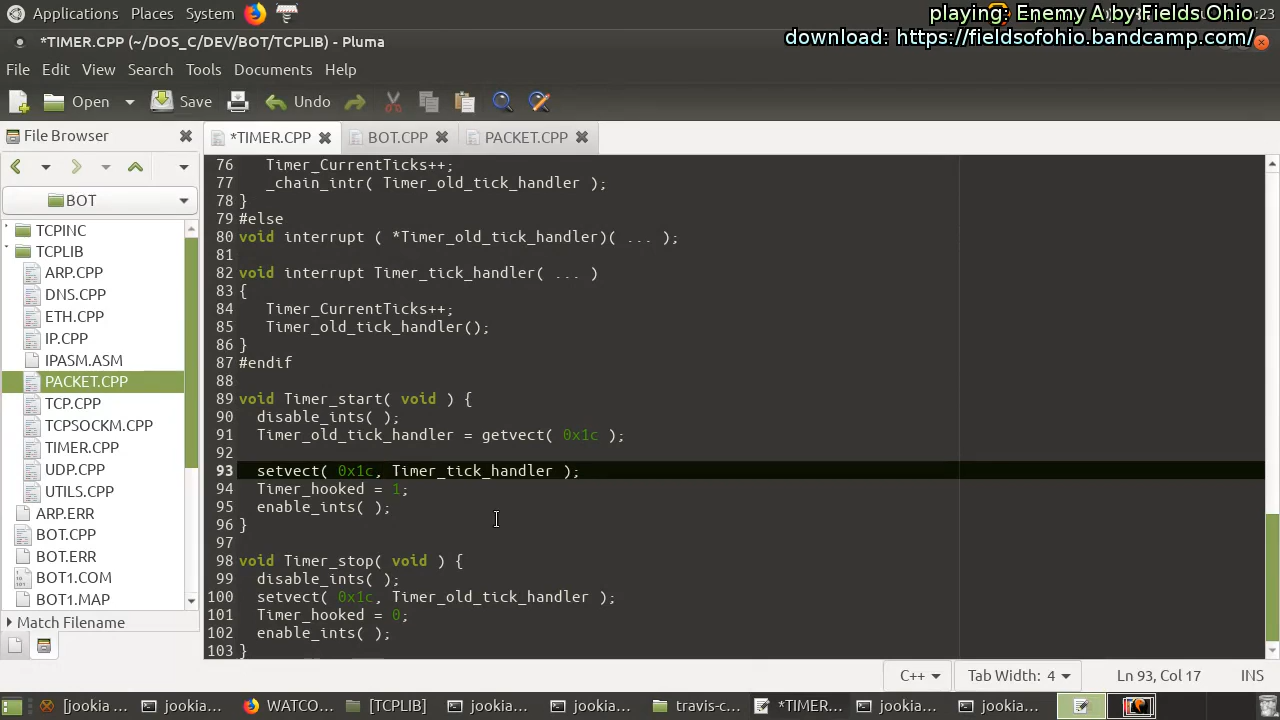 Applications Places System :23
playing: Enemy A by Fields Ohio
download: https://fieldsofohio.bandcamp.com/
*TIMER.CPP (~/DOS_C/DEV/BOT/TCPLIB) - Pluma
File Edit View Search Tools Documents Help
Open Save Undo
File Browser
*TIMER.CPP BOT.CPP PACKET.CPP
BOT
TCPINC
TCPLIB
ARP.CPP
DNS.CPP
ETH.CPP
IP.CPP
IPASM.ASM
PACKET.CPP
TCP.CPP
TCPSOCKM.CPP
TIMER.CPP
UDP.CPP
UTILS.CPP
ARP.ERR
BOT.CPP
BOT.ERR
BOT1.COM
BOT1.MAP
Match Filename
76 Timer_CurrentTicks++;
77 _chain_intr( Timer_old_tick_handler );
78 }
79 #else
80 void interrupt ( *Timer_old_tick_handler)( ... );
81
82 void interrupt Timer_tick_handler( ... )
83 {
84 Timer_CurrentTicks++;
85 Timer_old_tick_handler();
86 }
87 #endif
88
89 void Timer_start( void ) {
90 disable_ints( );
91 Timer_old_tick_handler = getvect( 0x1c );
92
93 setvect( 0x1c, Timer_tick_handler );
94 Timer_hooked = 1;
95 enable_ints( );
96 }
97
98 void Timer_stop( void ) {
99 disable_ints( );
100 setvect( 0x1c, Timer_old_tick_handler );
101 Timer_hooked = 0;
102 enable_ints( );
103 }
C++ Tab Width: 4 Ln 93, Col 17 INS
[jookia ... jookia... WATCO... [TCPLIB] jookia... jookia... travis-c... *TIMER... jookia... jookia...